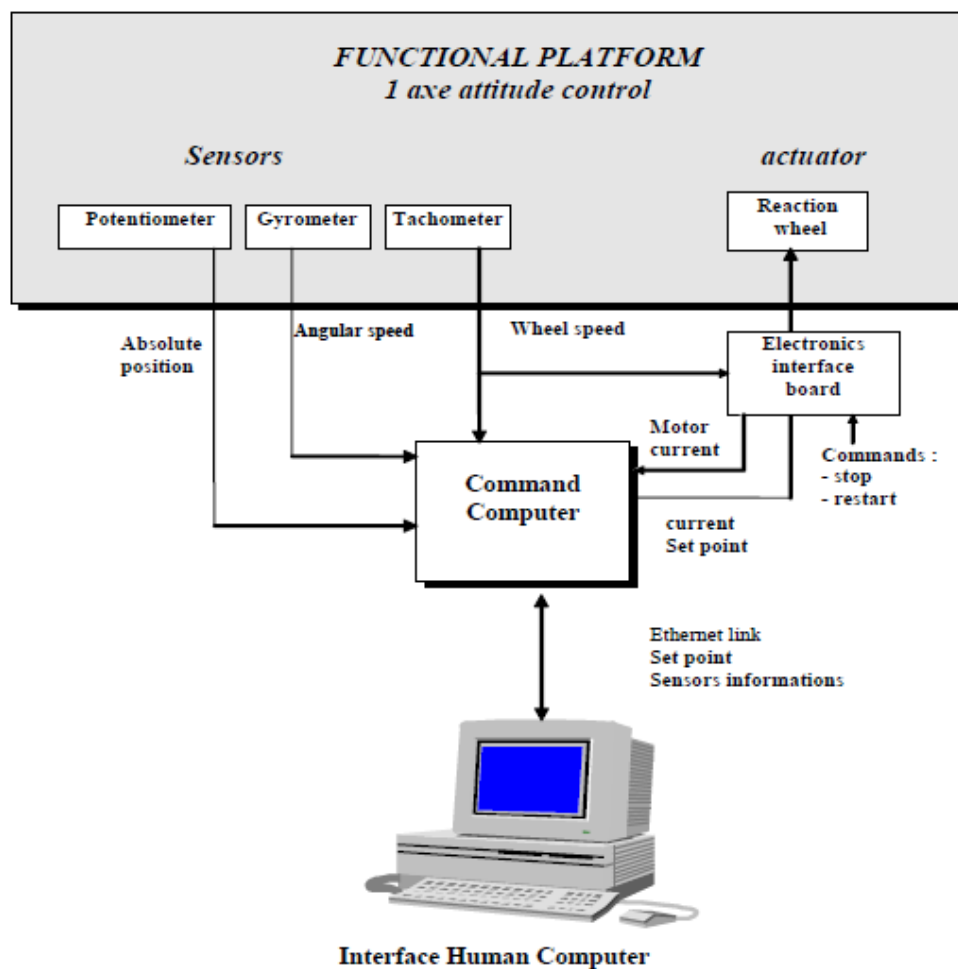 FUNCTIONAL PLATFORM
1 axe attitude control
Sensors
actuator
Potentiometer
Gyrometer
Tachometer
Reaction
wheel
Absolute
position
Angular speed
Wheel speed
Electronics
interface
board
Motor
current
Commands :
- stop
- restart
Command
Computer
current
Set point
Ethernet link
Set point
Sensors informations
Interface Human Computer